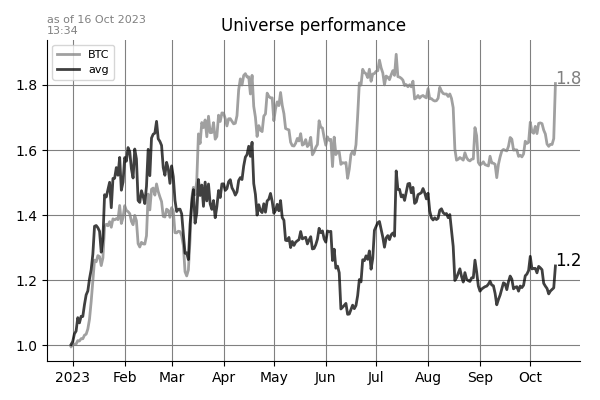 as of 16 Oct 2023
13:34
Universe performance
BTC
avg
1.8
1.6
1.4
1.2
1.0
1.8
1.2
2023
Feb
Mar
Apr
May
Jun
Jul
Aug
Sep
Oct